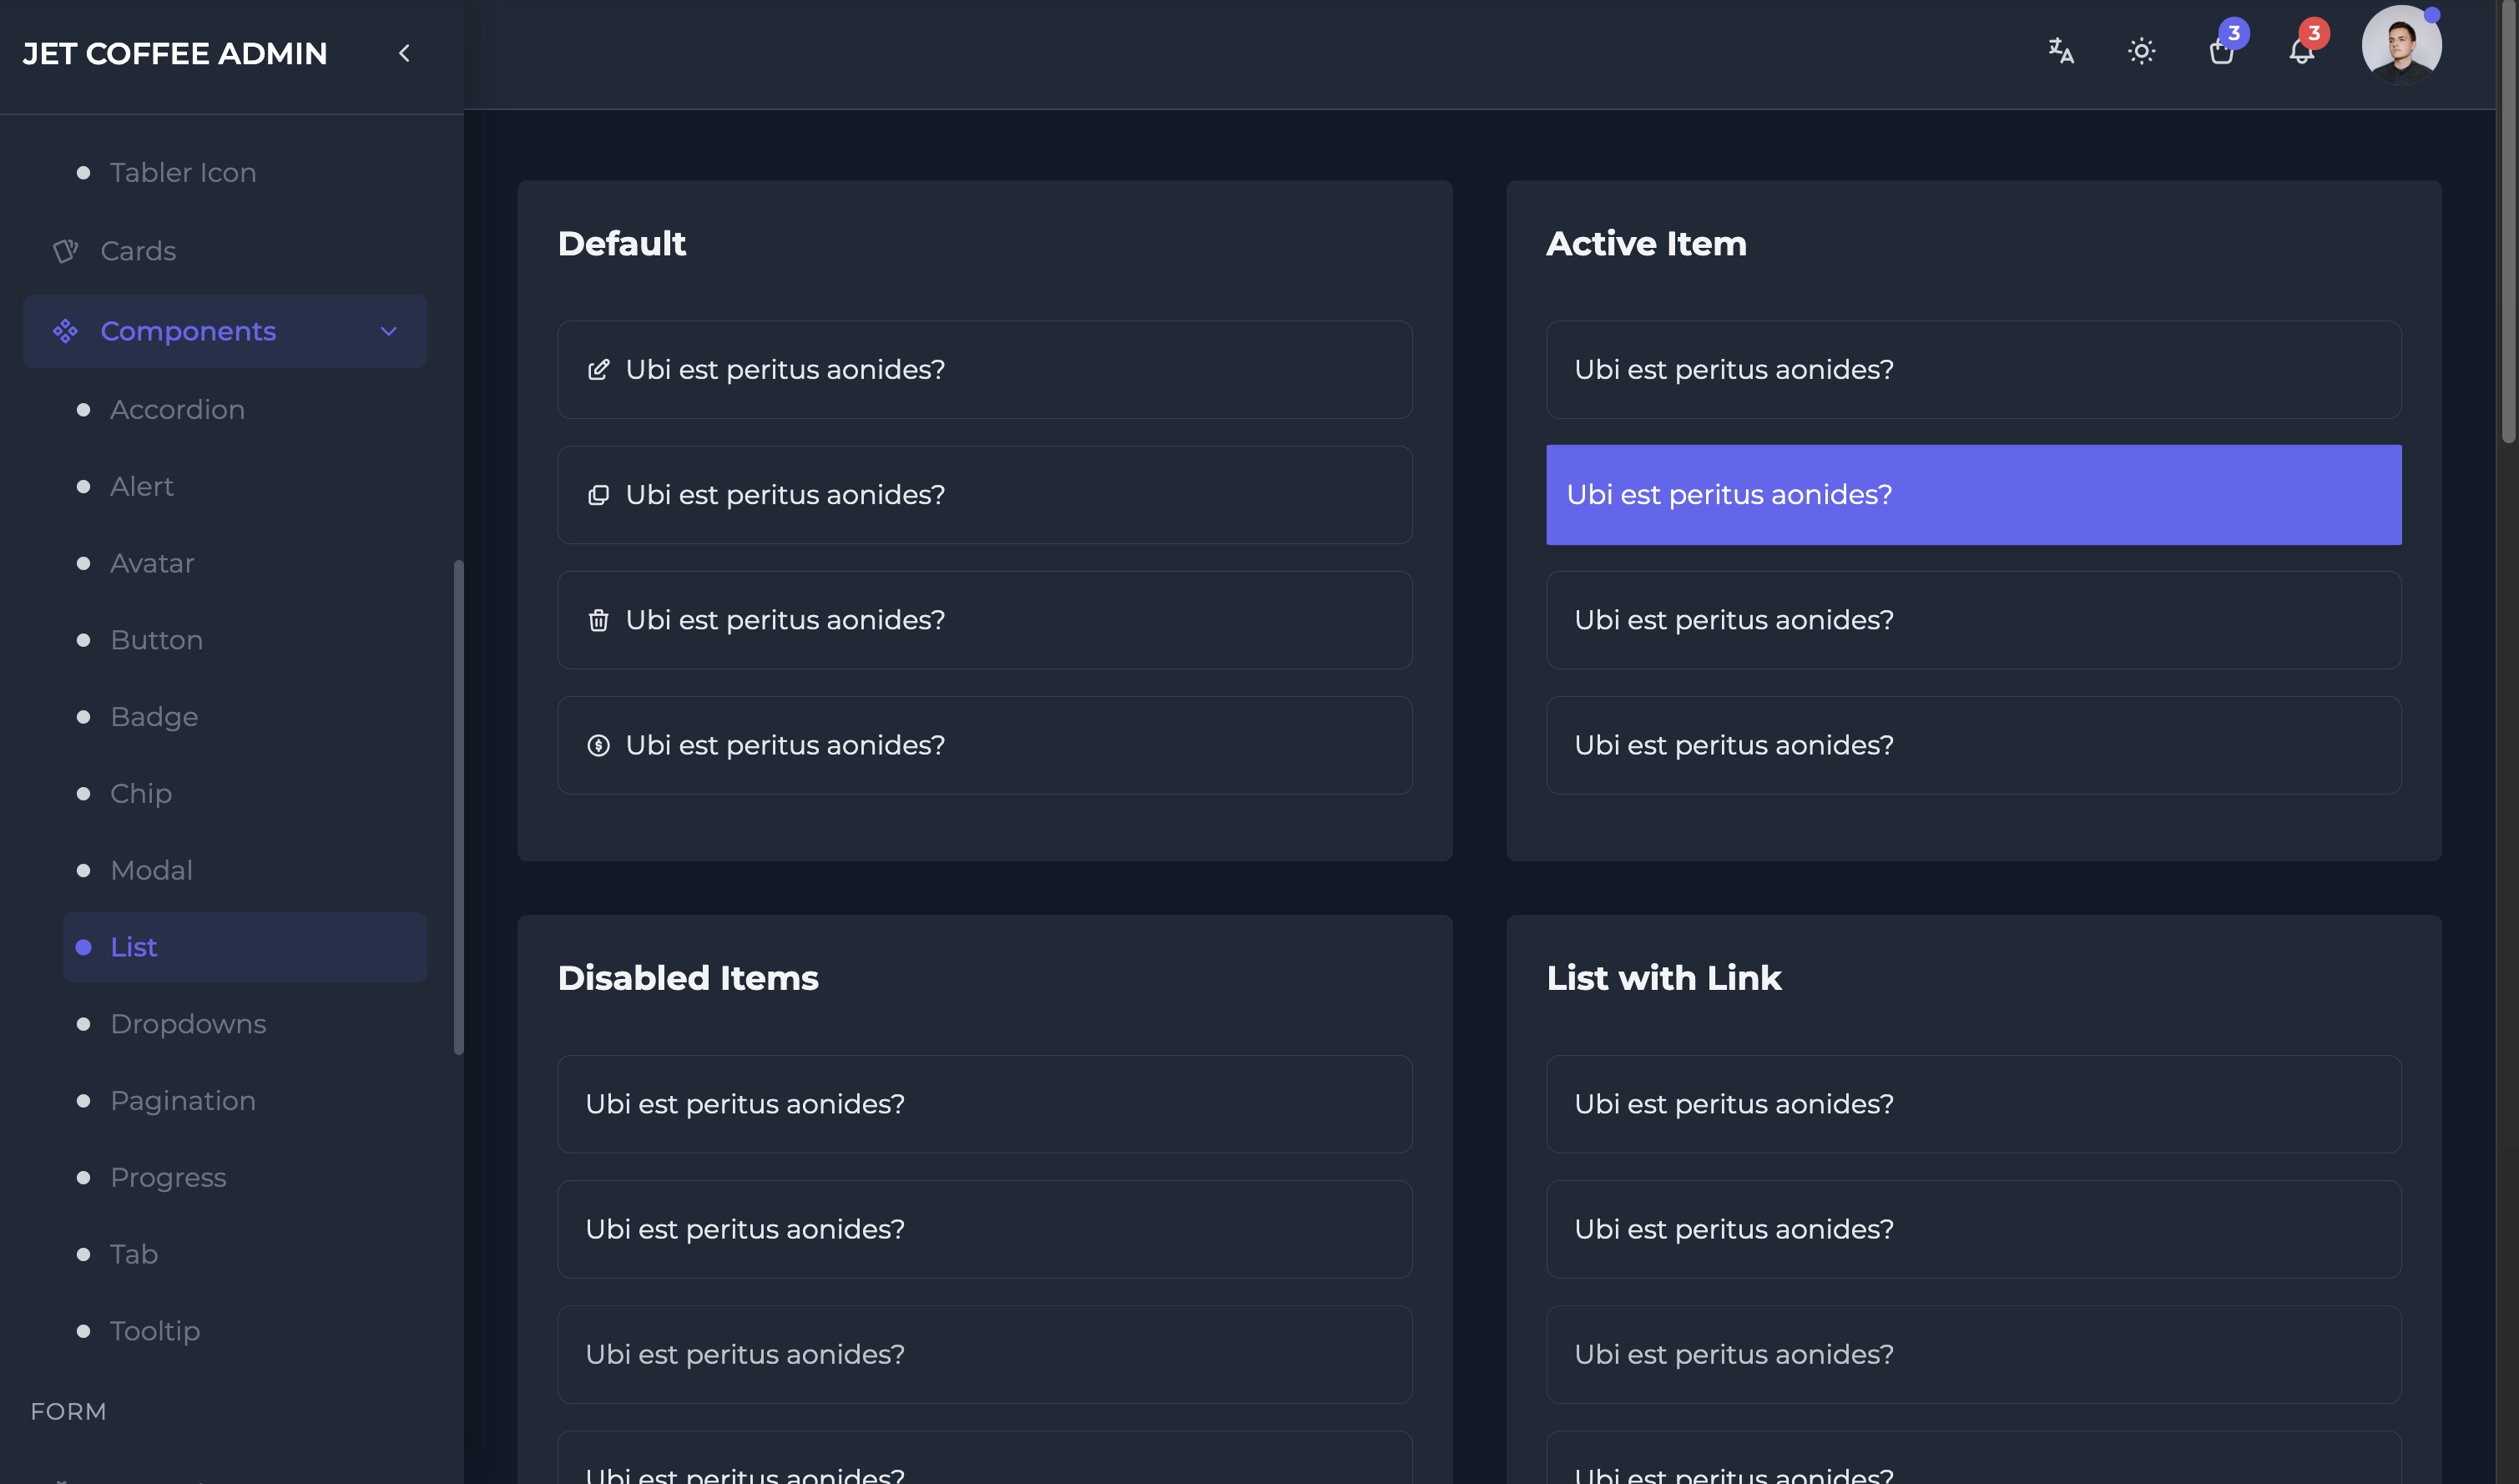 JET COFFEE ADMIN
3
3
Tabler Icon
Cards
Components
Accordion
Alert
Avatar
Button
Badge
Chip
Modal
List
Dropdowns
Pagination
Progress
Tab
Tooltip
FORM
Default
Ubi est peritus aonides?
Ubi est peritus aonides?
Ubi est peritus aonides?
Ubi est peritus aonides?
Active Item
Ubi est peritus aonides?
Ubi est peritus aonides?
Ubi est peritus aonides?
Ubi est peritus aonides?
Disabled Items
Ubi est peritus aonides?
Ubi est peritus aonides?
Ubi est peritus aonides?
Ubi est peritus aonides?
List with Link
Ubi est peritus aonides?
Ubi est peritus aonides?
Ubi est peritus aonides?
Ubi est peritus aonides?